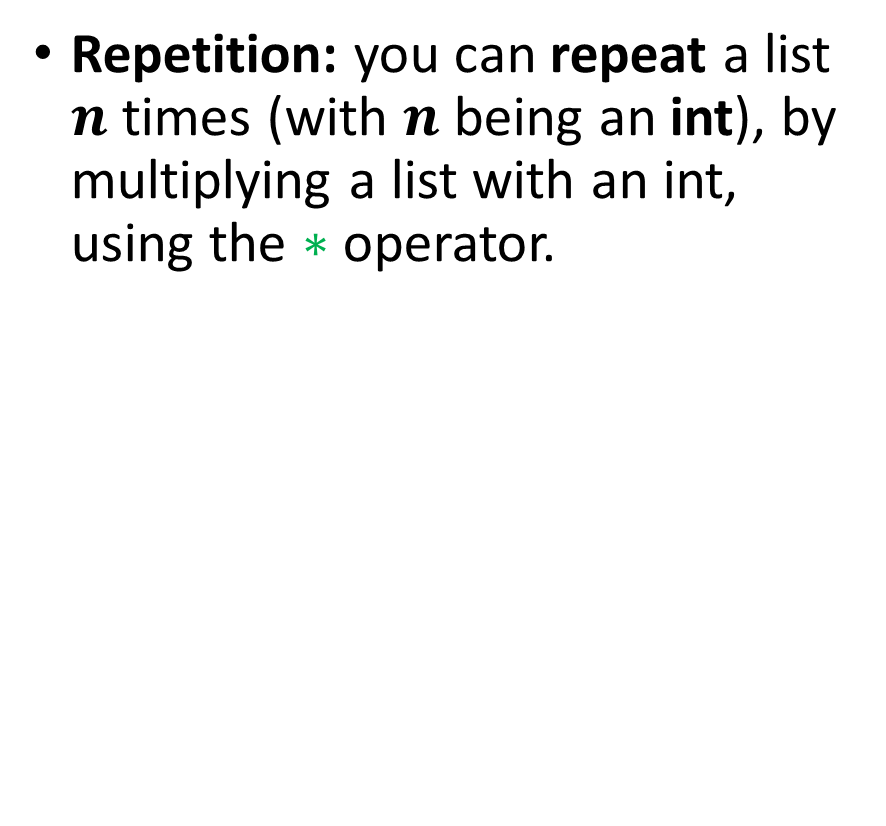 • Repetition: you can repeat a list
n times (with n being an int), by
multiplying a list with an int,
using the * operator.